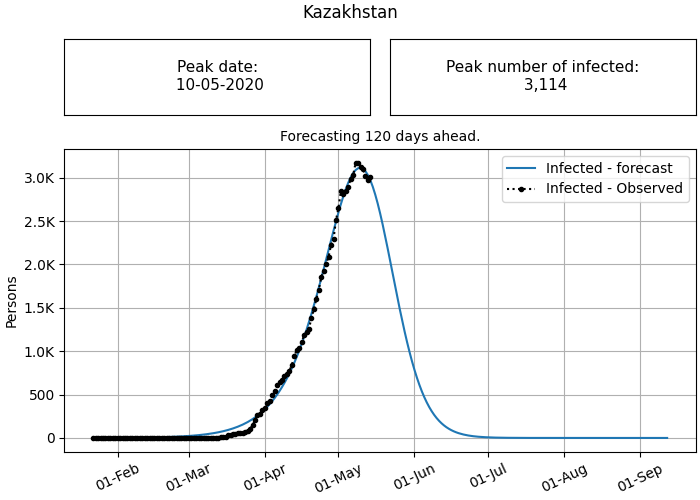 Kazakhstan
Peak date:
10-05-2020
Peak number of infected:
3,114
Forecasting 120 days ahead.
Infected - forecast
Infected - Observed
3.0K
2.5K
2.0K
1.5K
1.0K
500
0
Persons
01-Feb
01-Mar
01-Apr
01-May
01-Jun
01-Jul
01-Aug
01-Sep